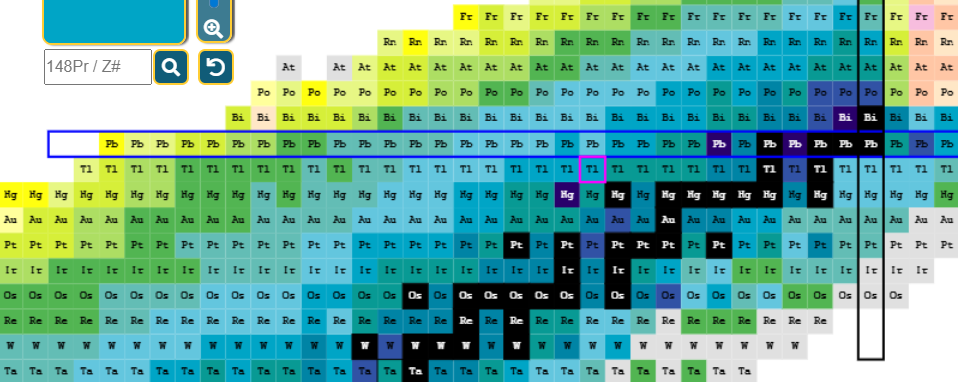 Fr Fr Fr Fr Fr Fr Fr Fr Fr Fr Fr Fr Fr Fr Fr Fr Fr Fr Fr Fr
Rn Rn Rn Rn Rn Rn Rn Rn Rn Rn Rn Rn Rn Rn Rn Rn Rn Rn Rn Rn Rn Rn Rn
148Pr / Z#
At At At At At At At At At At At At At At At At At At At At At At At At At At
Po Po Po Po Po Po Po Po Po Po Po Po Po Po Po Po Po Po Po Po Po Po Po Po Po Po Po Po
Bi Bi Bi Bi Bi Bi Bi Bi Bi Bi Bi Bi Bi Bi Bi Bi Bi Bi Bi Bi Bi Bi Bi Bi Bi Bi Bi Bi Bi
Pb Pb Pb Pb Pb Pb Pb Pb Pb Pb Pb Pb Pb Pb Pb Pb Pb Pb Pb Pb Pb Pb Pb Pb Pb Pb Pb Pb Pb Pb Pb Pb Pb Pb
Tl Tl Tl Tl Tl Tl Tl Tl Tl Tl Tl Tl Tl Tl Tl Tl Tl Tl Tl Tl Tl Tl Tl Tl Tl Tl Tl Tl Tl Tl Tl Tl Tl Tl Tl
Hg Hg Hg Hg Hg Hg Hg Hg Hg Hg Hg Hg Hg Hg Hg Hg Hg Hg Hg Hg Hg Hg Hg Hg Hg Hg Hg Hg Hg Hg Hg Hg Hg Hg Hg Hg Hg Hg
Au Au Au Au Au Au Au Au Au Au Au Au Au Au Au Au Au Au Au Au Au Au Au Au Au Au Au Au Au Au Au Au Au Au Au Au Au Au
Pt Pt Pt Pt Pt Pt Pt Pt Pt Pt Pt Pt Pt Pt Pt Pt Pt Pt Pt Pt Pt Pt Pt Pt Pt Pt Pt Pt Pt Pt Pt Pt Pt Pt Pt Pt Pt Pt
Ir Ir Ir Ir Ir Ir Ir Ir Ir Ir Ir Ir Ir Ir Ir Ir Ir Ir Ir Ir Ir Ir Ir Ir Ir Ir Ir Ir Ir Ir Ir Ir Ir Ir Ir Ir Ir
Os Os Os Os Os Os Os Os Os Os Os Os Os Os Os Os Os Os Os Os Os Os Os Os Os Os Os Os Os Os Os Os Os Os Os Os
Re Re Re Re Re Re Re Re Re Re Re Re Re Re Re Re Re Re Re Re Re Re Re Re Re Re Re Re Re Re Re Re Re
W W W W W W W W W W W W W W W W W W W W W W W W W W W W W W W W
Ta Ta Ta Ta Ta Ta Ta Ta Ta Ta Ta Ta Ta Ta Ta Ta Ta Ta Ta Ta Ta Ta Ta Ta Ta Ta Ta Ta Ta Ta Ta